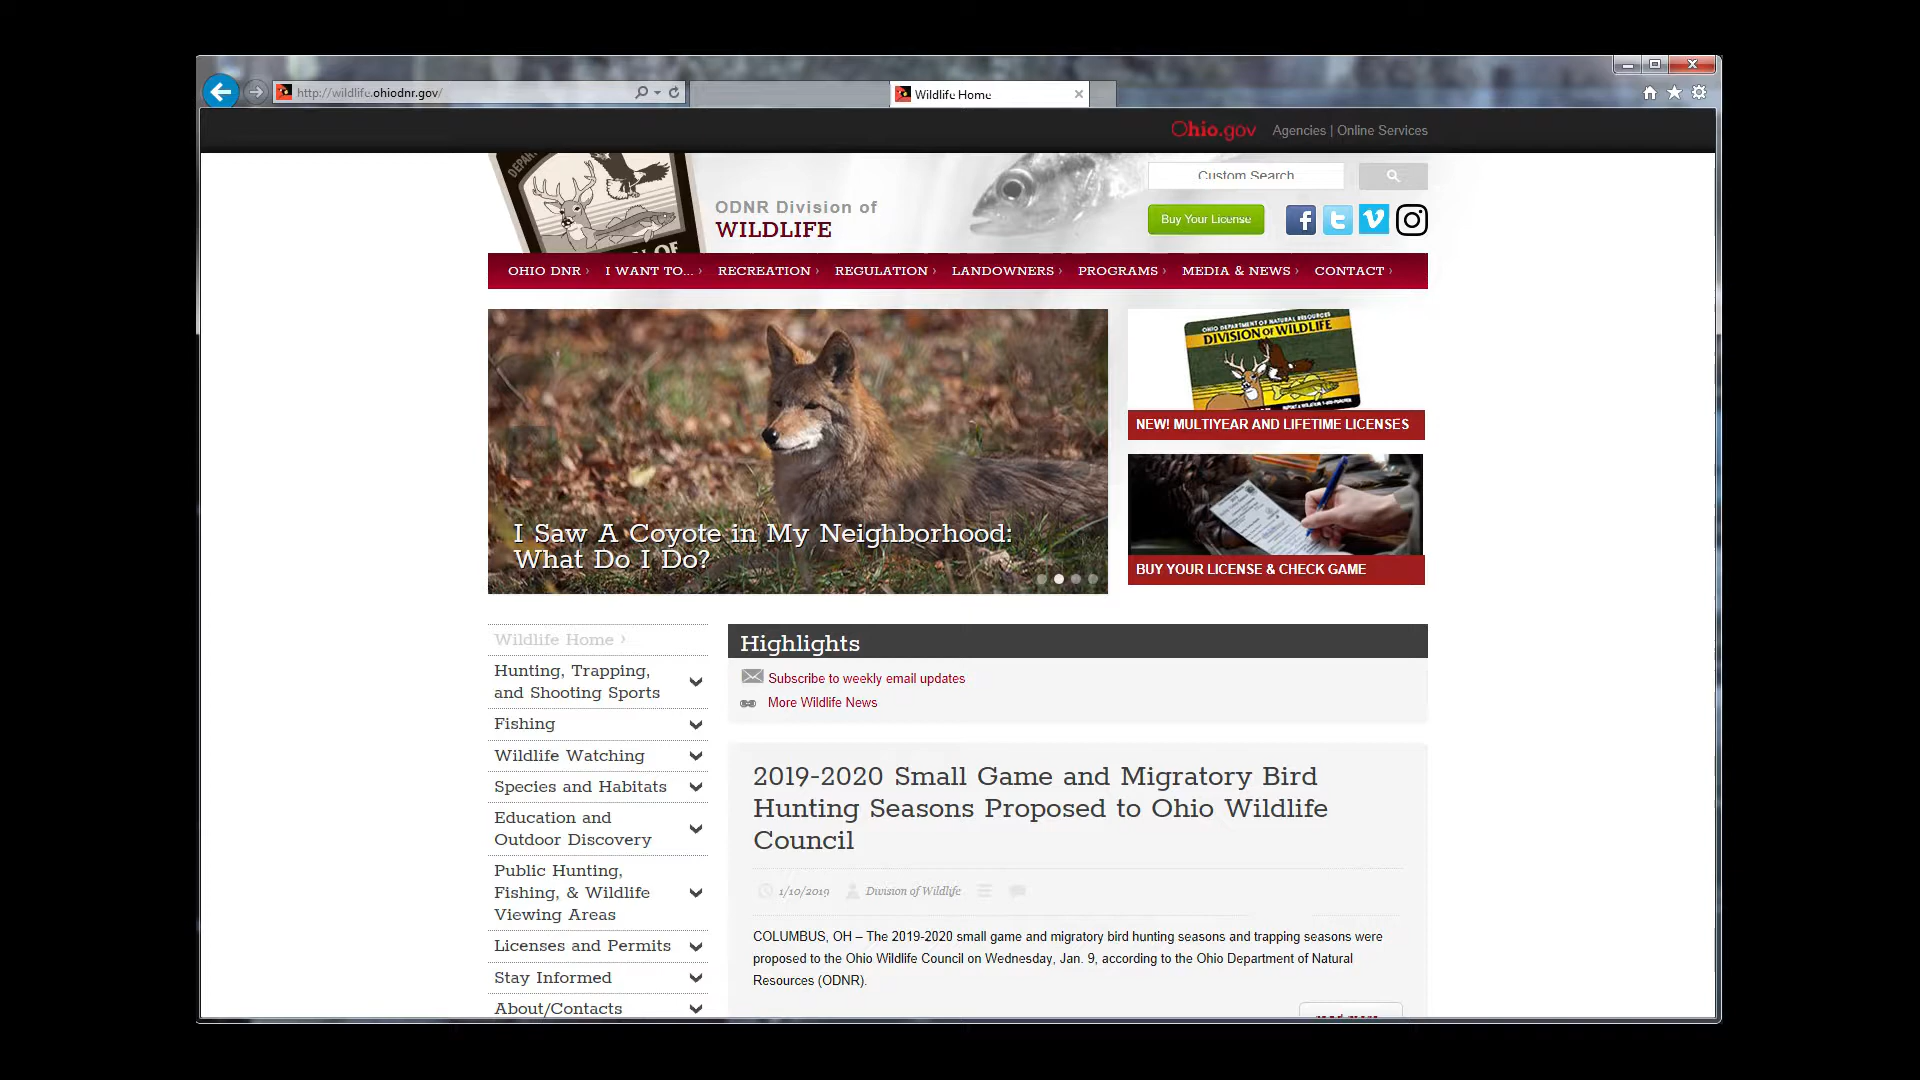 http://wildlife.ohiodnr.gov/
Wildlife Home
Ohio.gov Agencies | Online Services
Custom Search
ODNR Division of
WILDLIFE
Buy Your License
OHIO DNR › I WANT TO... › RECREATION › REGULATION › LANDOWNERS › PROGRAMS › MEDIA & NEWS › CONTACT ›
OHIO DEPARTMENT OF NATURAL RESOURCES
DIVISION OF WILDLIFE
NEW! MULTIYEAR AND LIFETIME LICENSES
I Saw A Coyote in My Neighborhood:
What Do I Do?
BUY YOUR LICENSE & CHECK GAME
Wildlife Home ›
Hunting, Trapping,
and Shooting Sports
Fishing
Wildlife Watching
Species and Habitats
Education and
Outdoor Discovery
Public Hunting,
Fishing, & Wildlife
Viewing Areas
Licenses and Permits
Stay Informed
About/Contacts
Highlights
Subscribe to weekly email updates
More Wildlife News
2019-2020 Small Game and Migratory Bird
Hunting Seasons Proposed to Ohio Wildlife
Council
1/10/2019 Division of Wildlife
COLUMBUS, OH – The 2019-2020 small game and migratory bird hunting seasons and trapping seasons were
proposed to the Ohio Wildlife Council on Wednesday, Jan. 9, according to the Ohio Department of Natural
Resources (ODNR).
read more